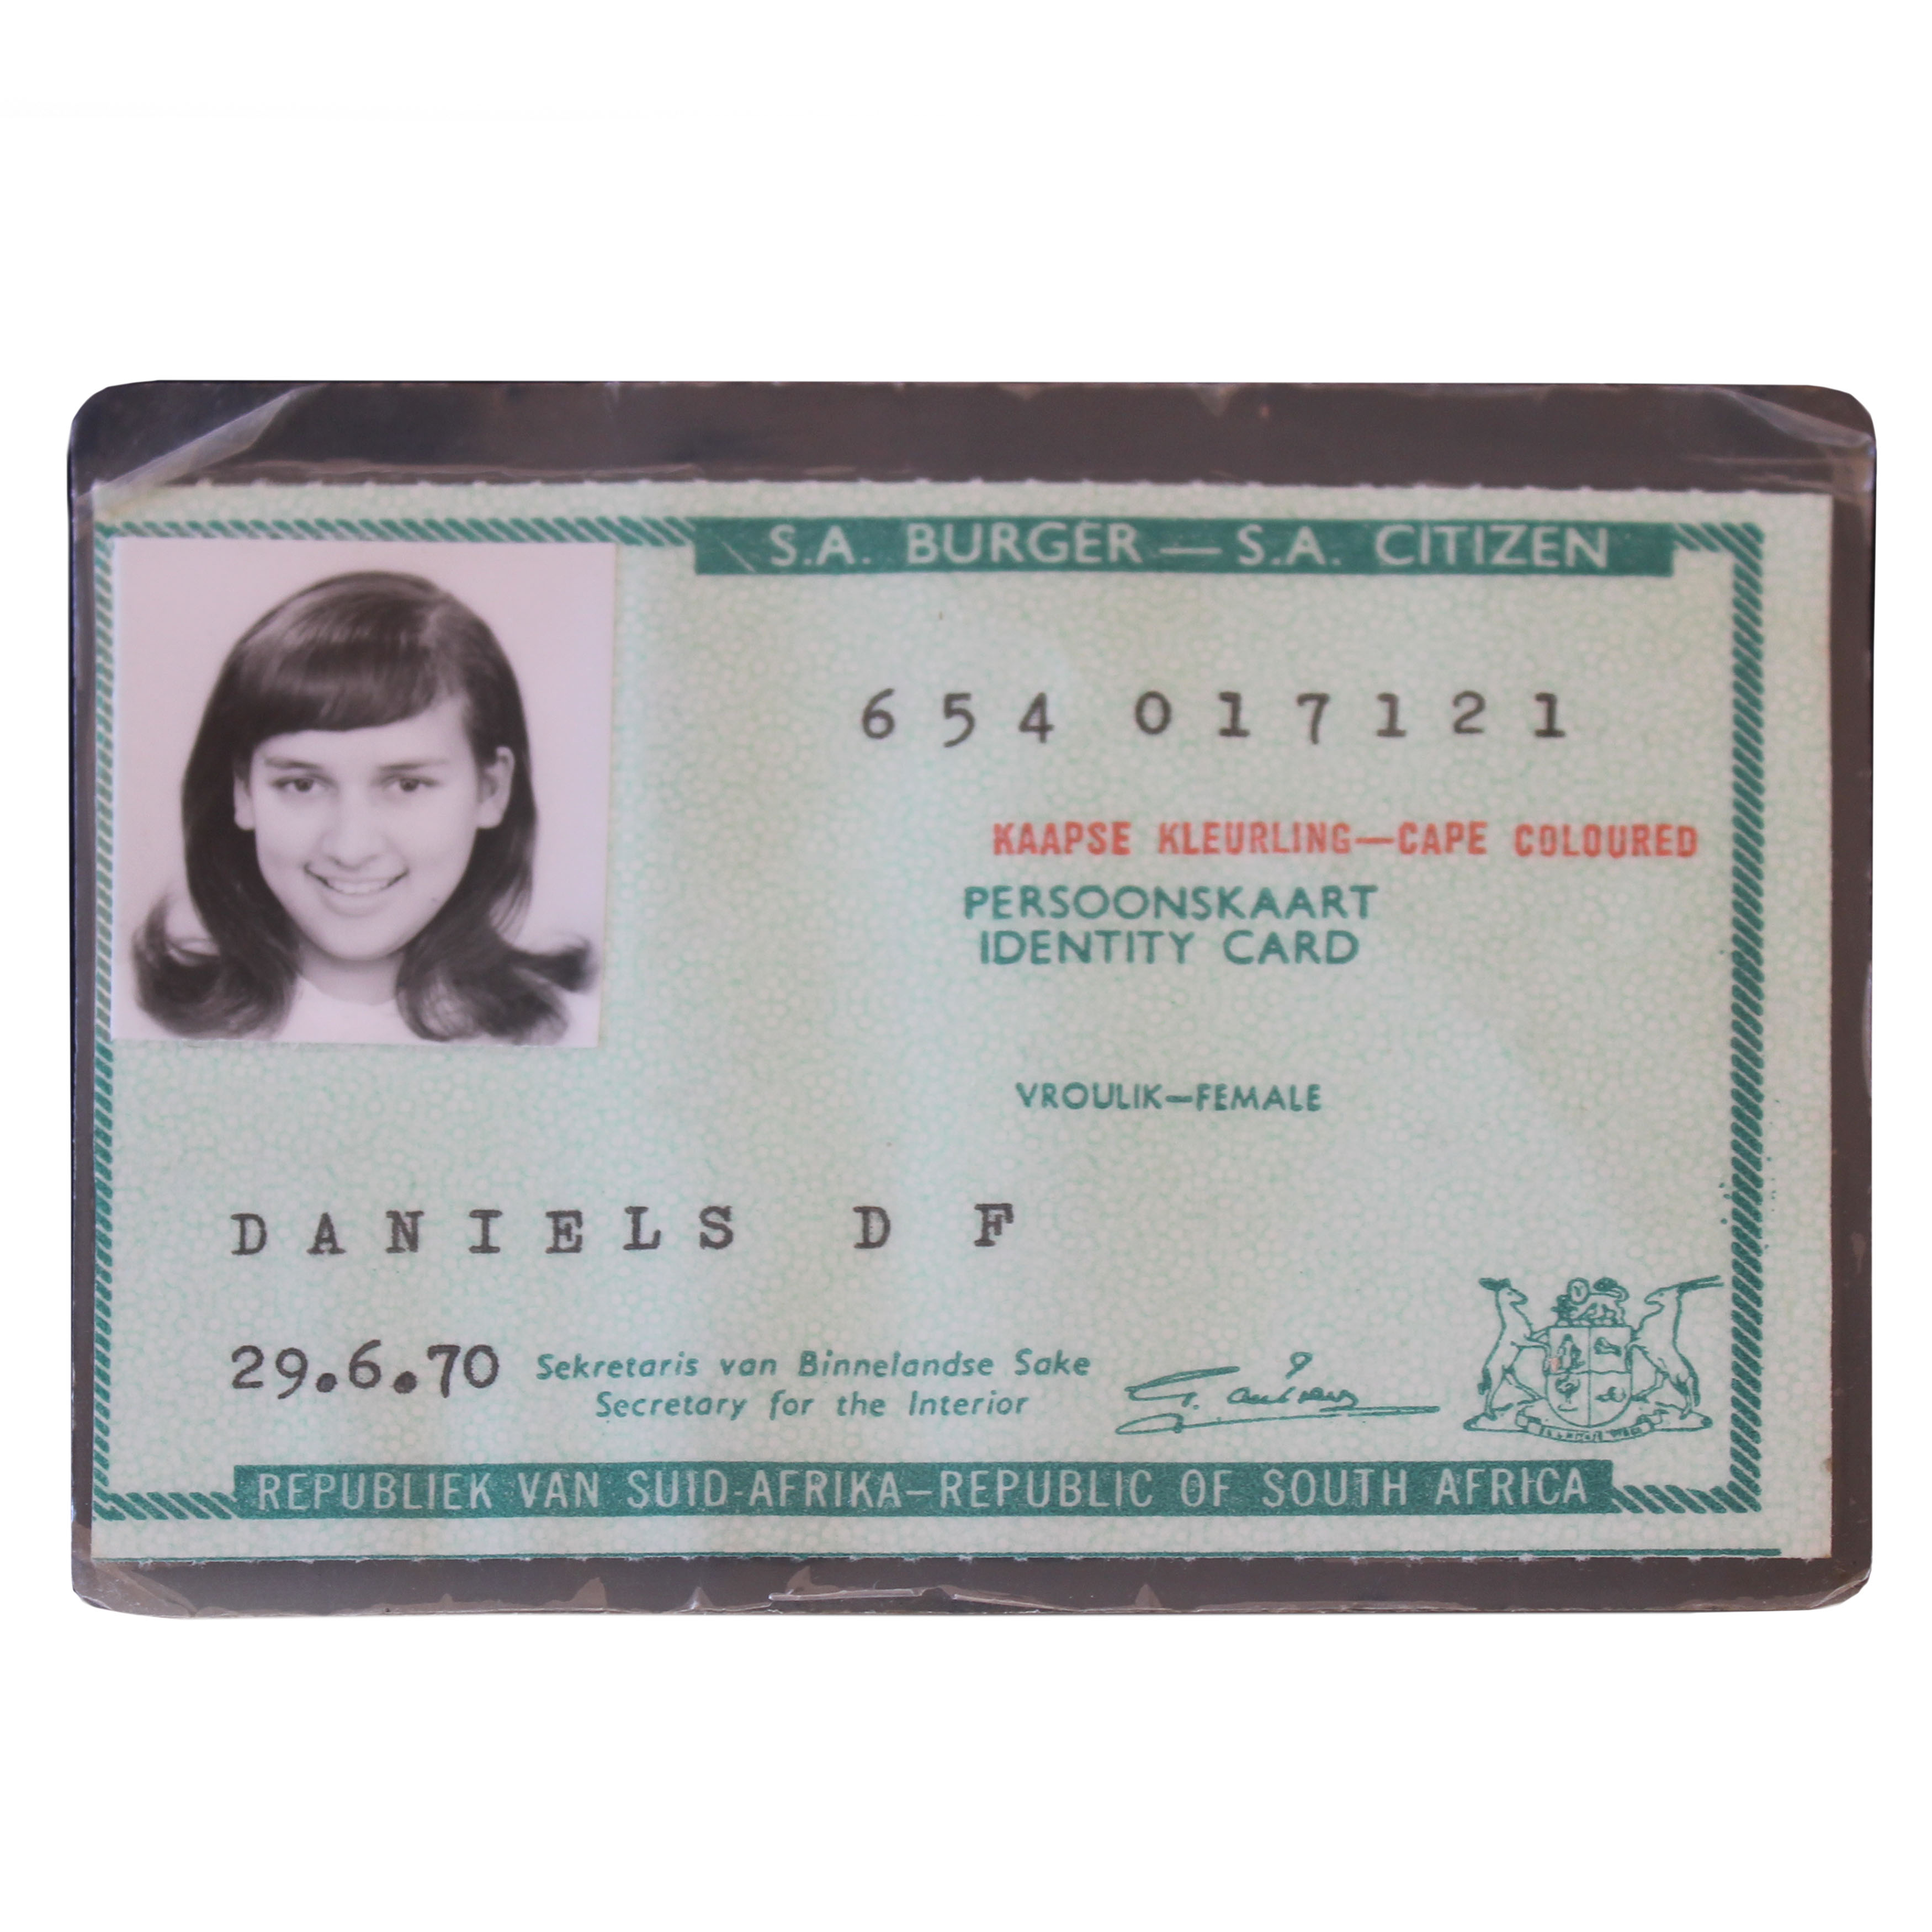 S.A. BURGER — S.A. CITIZEN
654 017121
KAAPSE KLEURLING—CAPE COLOURED
PERSOONSKAART
IDENTITY CARD
VROULIK—FEMALE
DANIELS D F
29.6.70
Sekretaris van Binnelandse Sake
Secretary for the Interior
REPUBLIEK VAN SUID-AFRIKA—REPUBLIC OF SOUTH AFRICA